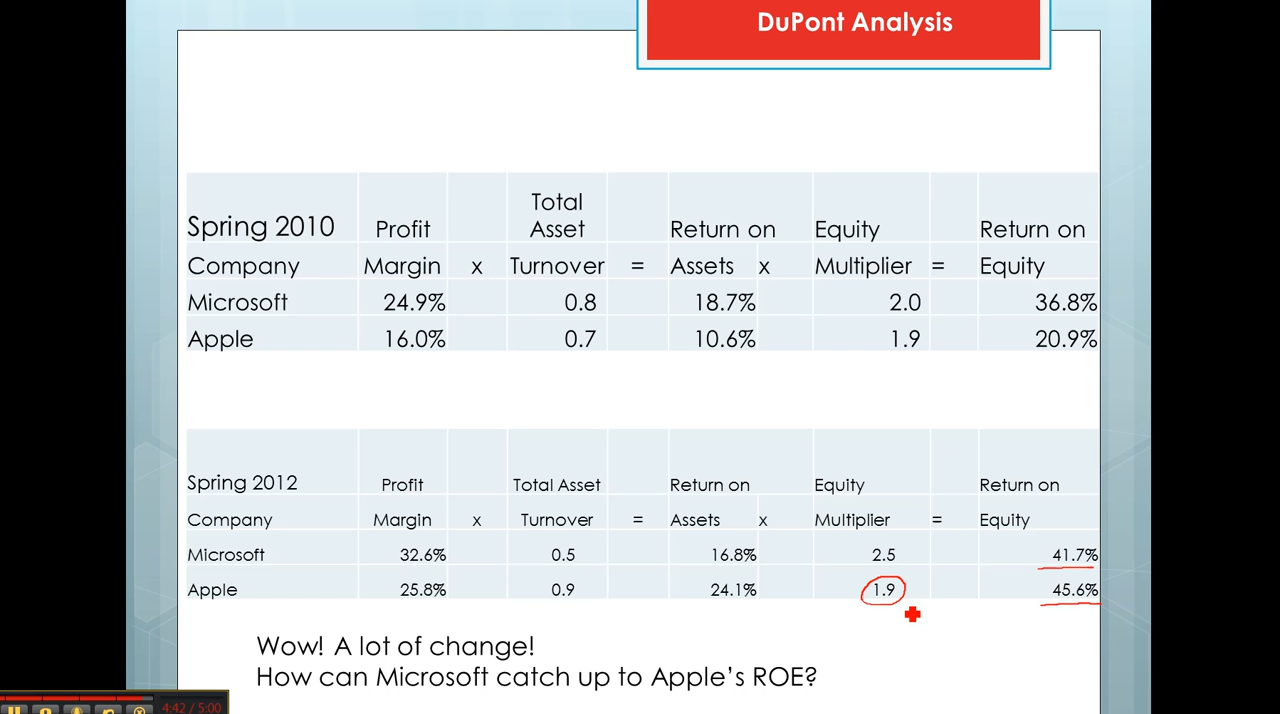 DuPont Analysis
Total
Spring 2010 Profit Asset Return on Equity Return on
Company Margin x Turnover = Assets x Multiplier = Equity
Microsoft 24.9% 0.8 18.7% 2.0 36.8%
Apple 16.0% 0.7 10.6% 1.9 20.9%
Spring 2012 Profit Total Asset Return on Equity Return on
Company Margin x Turnover = Assets x Multiplier = Equity
Microsoft 32.6% 0.5 16.8% 2.5 41.7%
Apple 25.8% 0.9 24.1% 1.9 45.6%
Wow! A lot of change!
How can Microsoft catch up to Apple's ROE?
4:42 / 5:00